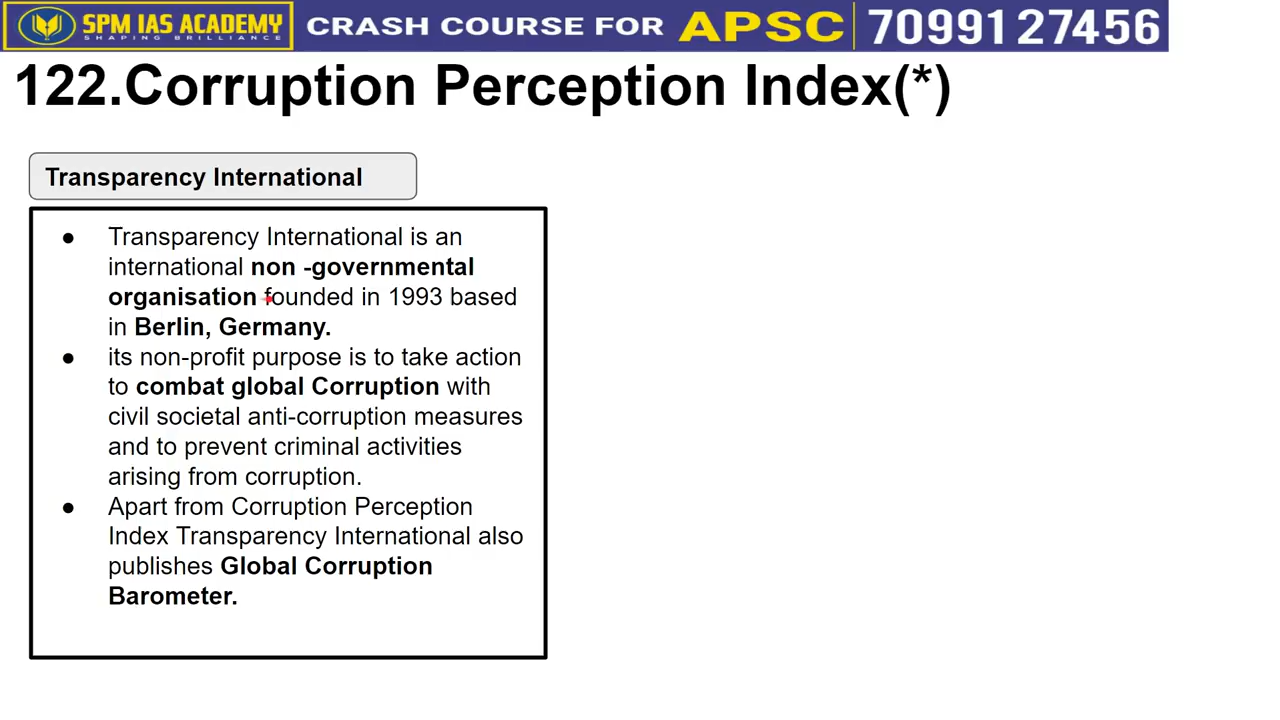 SPM IAS ACADEMY
SHAPING BRILLIANCE
CRASH COURSE FOR APSC 7099127456
122.Corruption Perception Index(*)
Transparency International
● Transparency International is an
international non -governmental
organisation founded in 1993 based
in Berlin, Germany.
● its non-profit purpose is to take action
to combat global Corruption with
civil societal anti-corruption measures
and to prevent criminal activities
arising from corruption.
● Apart from Corruption Perception
Index Transparency International also
publishes Global Corruption
Barometer.